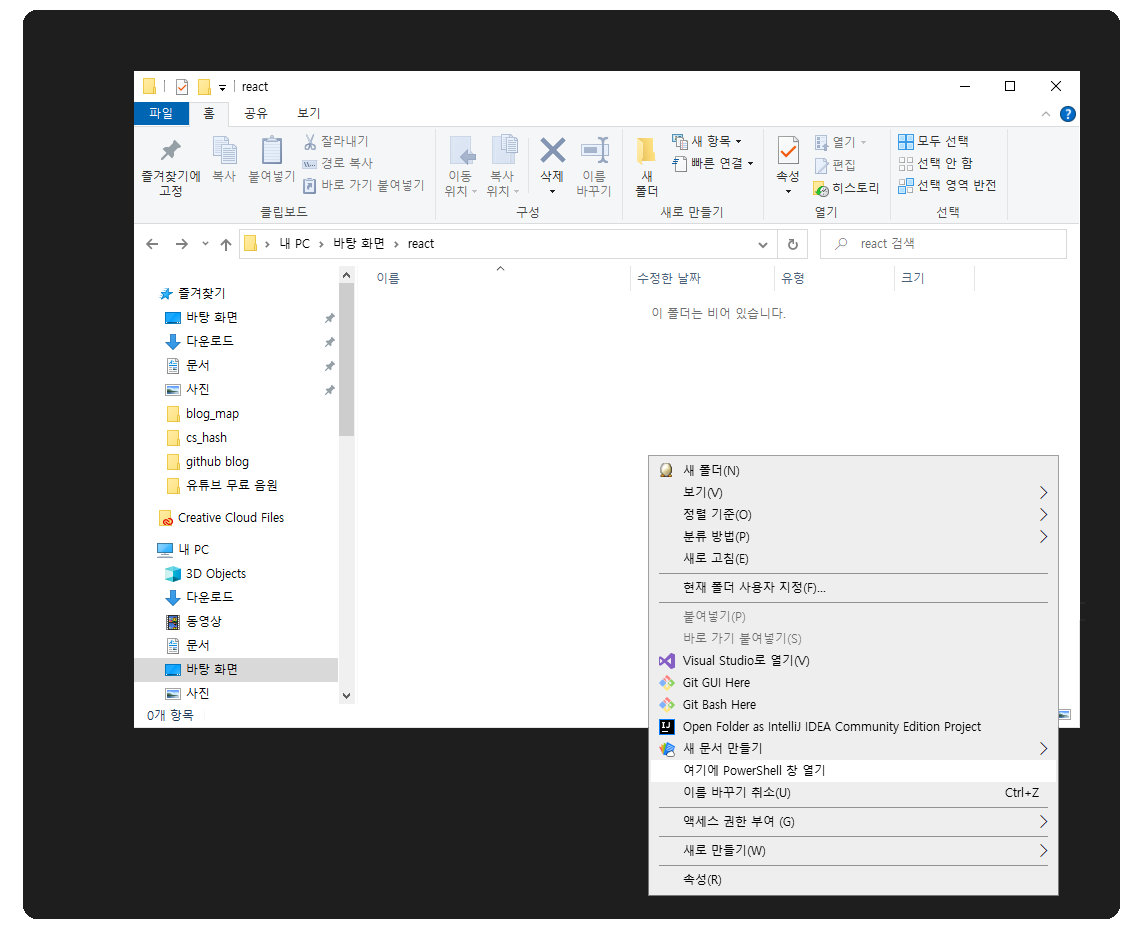 react
파일 홈 공유 보기
즐겨찾기에 고정
복사
붙여넣기
잘라내기
경로 복사
바로 가기 붙여넣기
클립보드
이동 위치
복사 위치
삭제
이름 바꾸기
구성
새 폴더
새 항목
빠른 연결
새로 만들기
속성
열기
편집
히스토리
열기
모두 선택
선택 안 함
선택 영역 반전
선택
내 PC > 바탕 화면 > react
react 검색
이름 수정한 날짜 유형 크기
이 폴더는 비어 있습니다.
즐겨찾기
바탕 화면
다운로드
문서
사진
blog_map
cs_hash
github blog
유튜브 무료 음원
Creative Cloud Files
내 PC
3D Objects
다운로드
동영상
문서
바탕 화면
사진
0개 항목
새 폴더(N)
보기(V)
정렬 기준(O)
분류 방법(P)
새로 고침(E)
현재 폴더 사용자 지정(F)...
붙여넣기(P)
바로 가기 붙여넣기(S)
Visual Studio로 열기(V)
Git GUI Here
Git Bash Here
Open Folder as IntelliJ IDEA Community Edition Project
새 문서 만들기
여기에 PowerShell 창 열기
이름 바꾸기 취소(U) Ctrl+Z
액세스 권한 부여 (G)
새로 만들기(W)
속성(R)